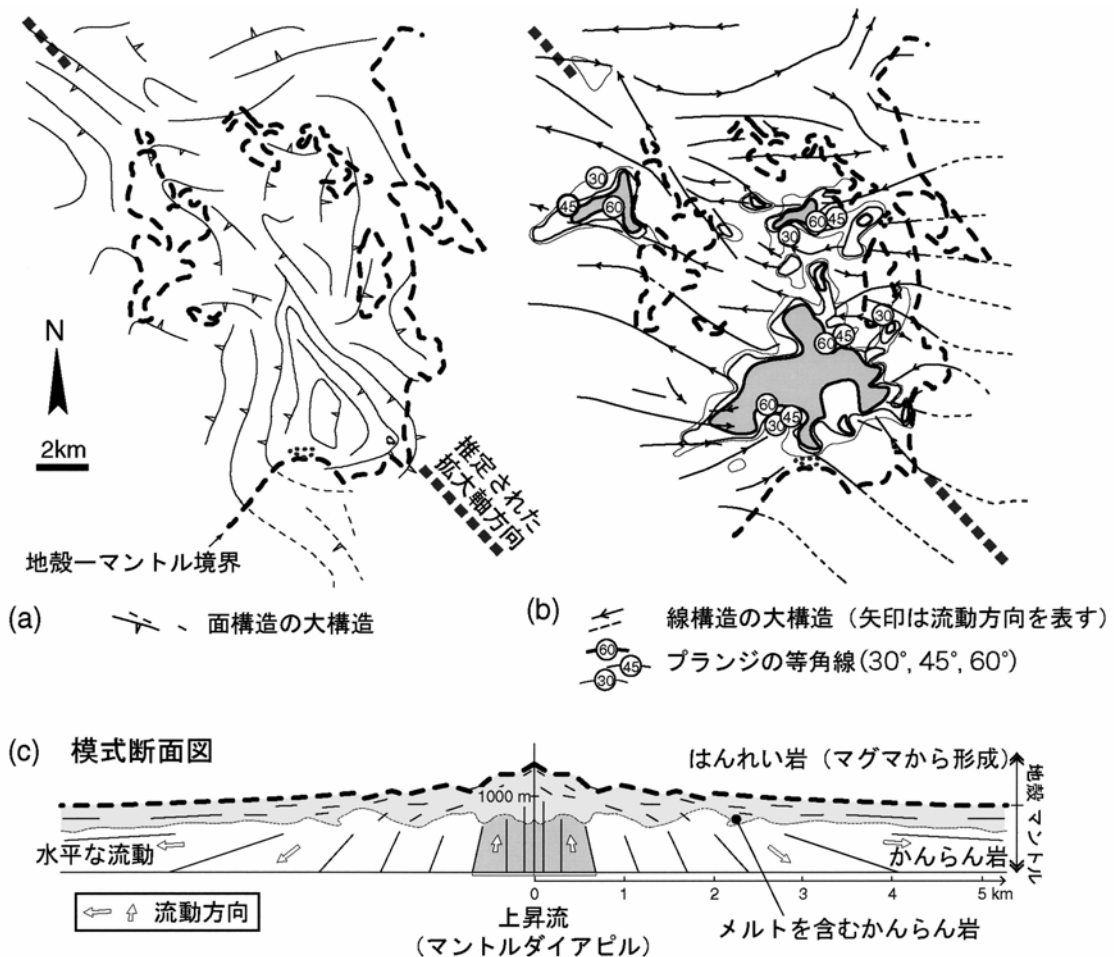 N
2km
推定された
拡大軸方向
地殻ーマントル境界
(a)
面構造の大構造
30
45
60
60
45
30
30
45
60
60
45
30
(b)
線構造の大構造（矢印は流動方向を表す）
60
45
30
プランジの等角線(30°, 45°, 60°)
(c) 模式断面図
はんれい岩（マグマから形成）
地殻
マントル
1000 m
水平な流動
かんらん岩
0 1 2 3 4 5 km
流動方向
上昇流
（マントルダイアピル）
メルトを含むかんらん岩